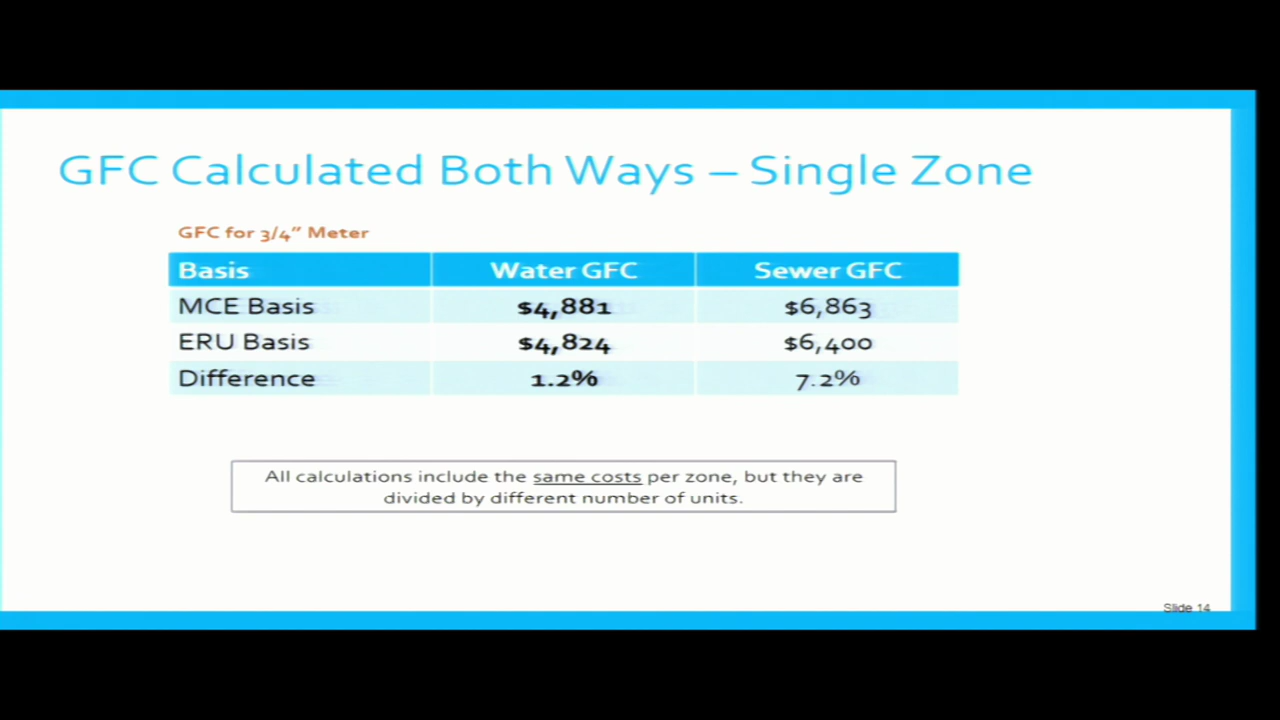 GFC Calculated Both Ways – Single Zone
GFC for 3/4” Meter
Basis Water GFC Sewer GFC
MCE Basis $4,881 $6,863
ERU Basis $4,824 $6,400
Difference 1.2% 7.2%
All calculations include the same costs per zone, but they are
divided by different number of units.
Slide 14